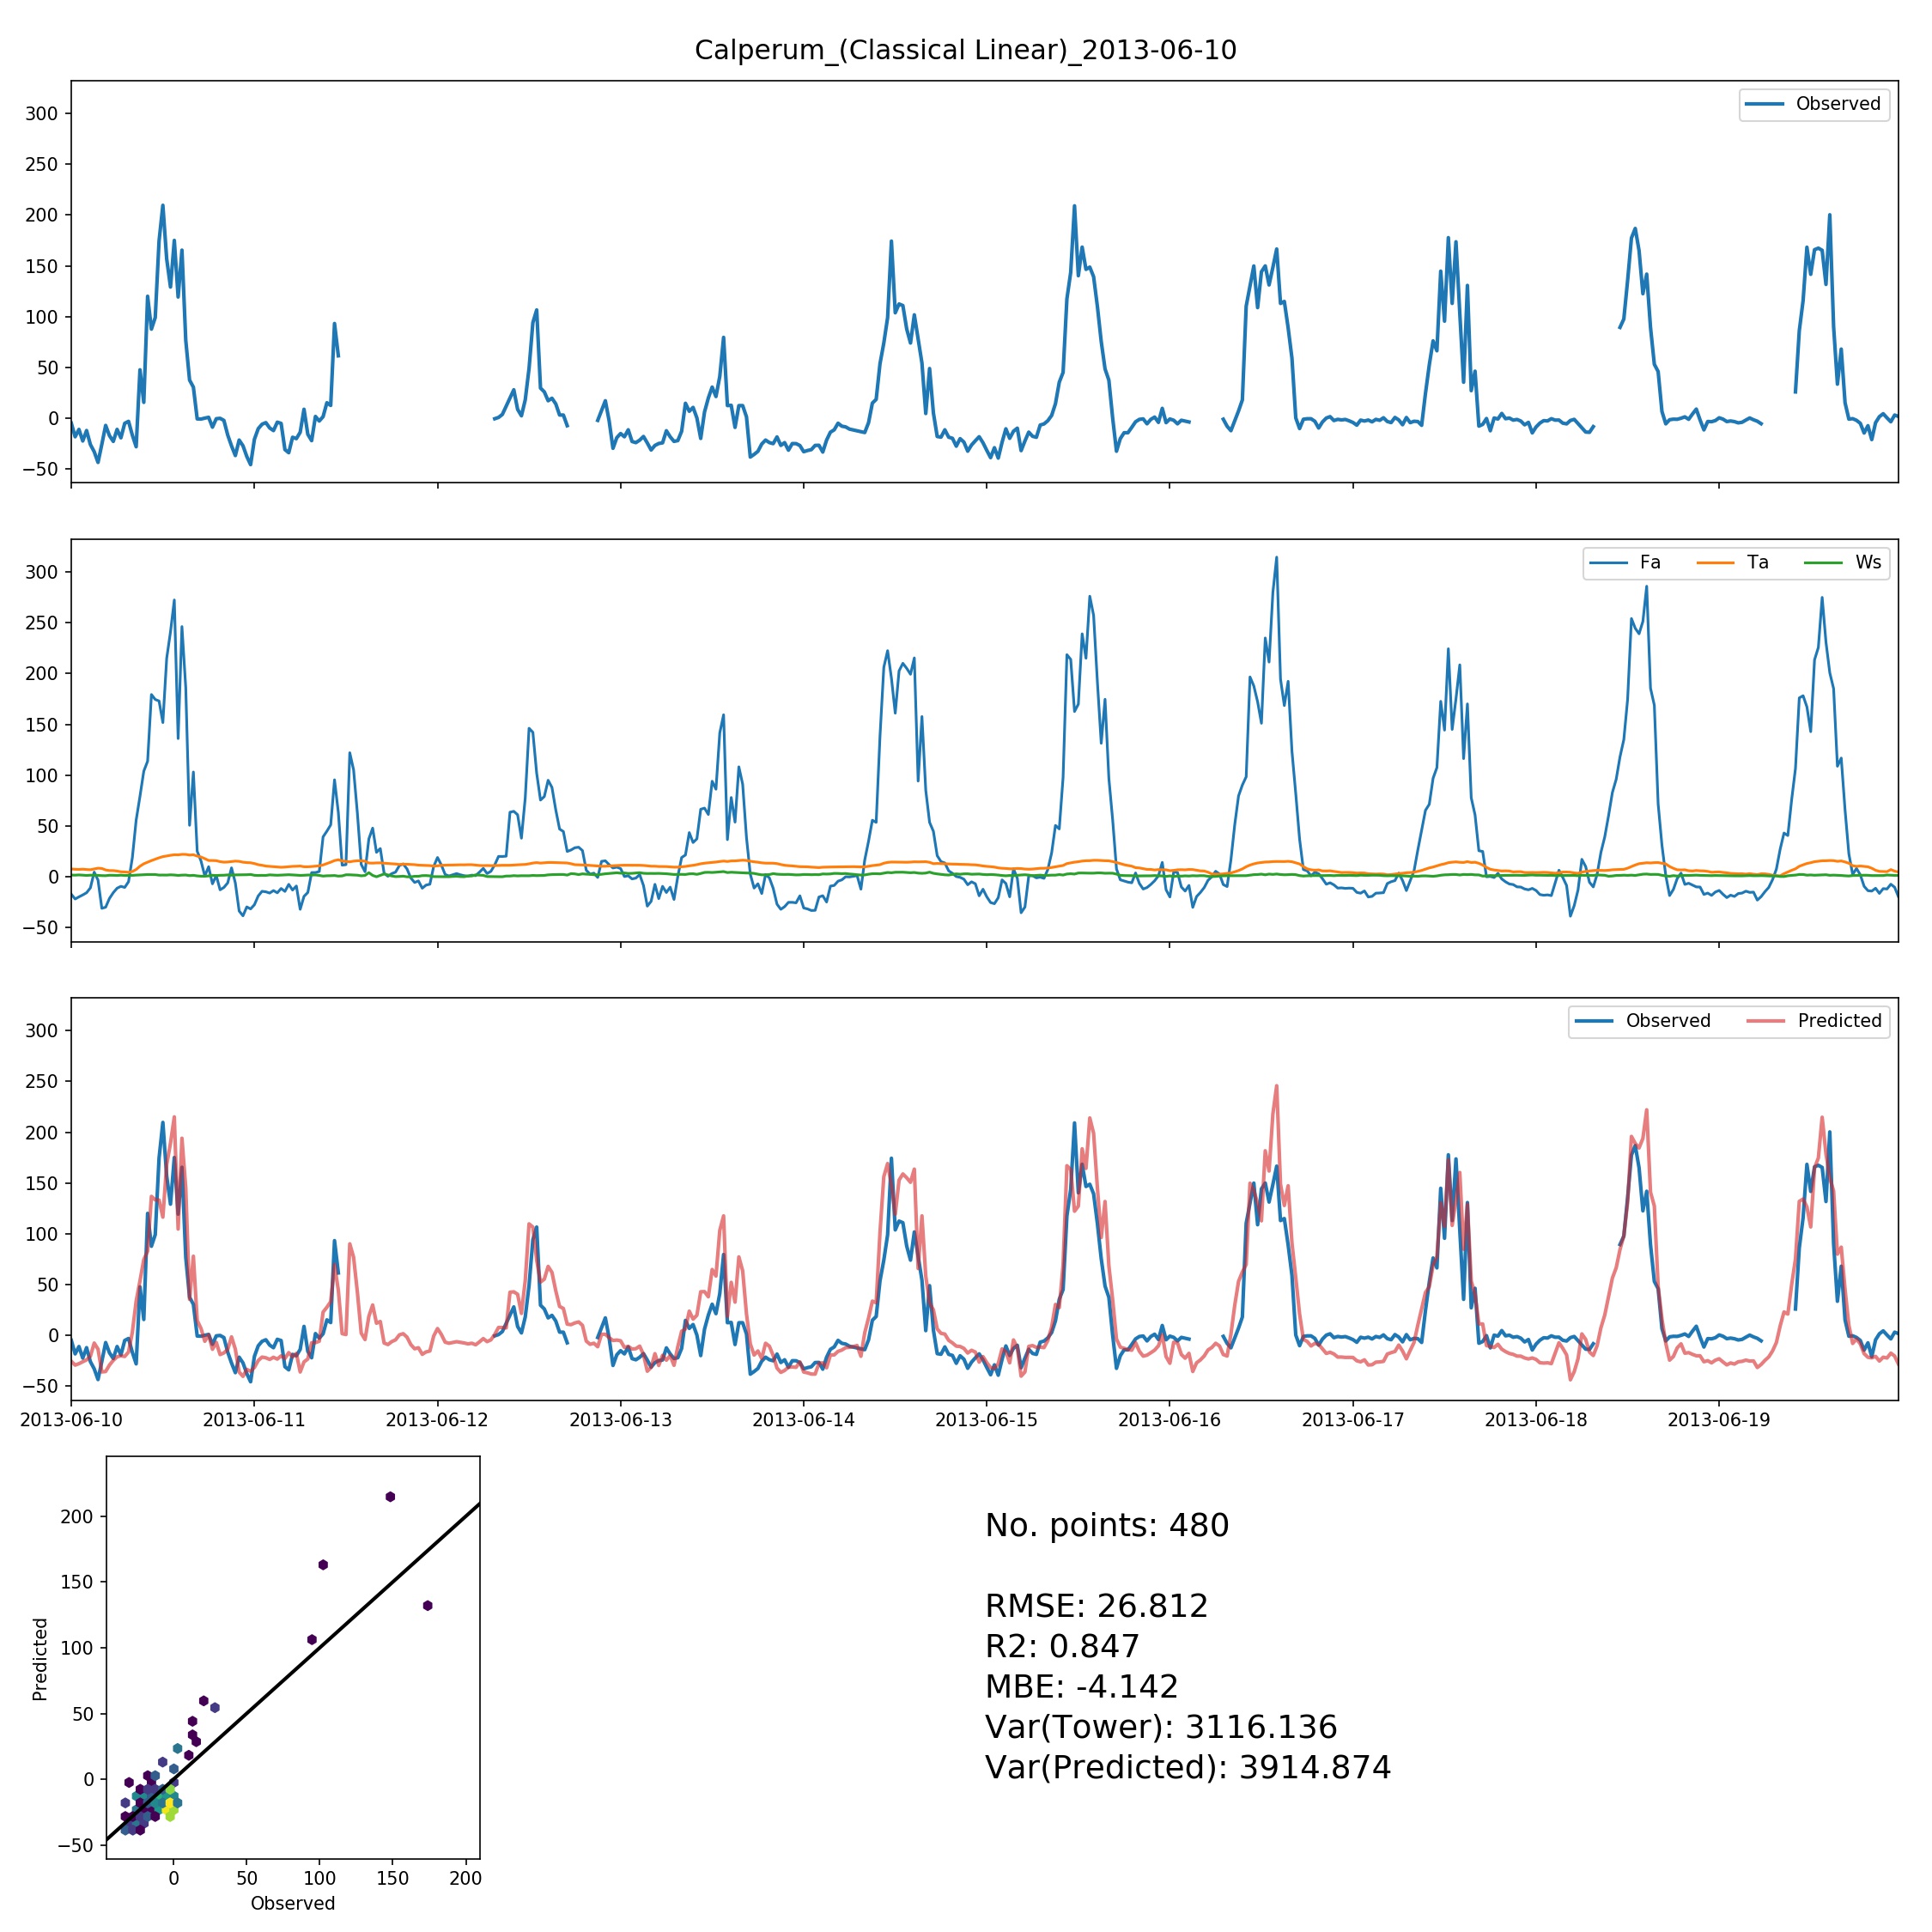 Calperum_(Classical Linear)_2013-06-10
Observed
300
250
200
150
100
50
0
−50
Fa Ta Ws
300
250
200
150
100
50
0
−50
Observed Predicted
300
250
200
150
100
50
0
−50
2013-06-10 2013-06-11 2013-06-12 2013-06-13 2013-06-14 2013-06-15 2013-06-16 2013-06-17 2013-06-18 2013-06-19
Predicted
200
150
100
50
0
−50
0 50 100 150 200
Observed
No. points: 480
RMSE: 26.812
R2: 0.847
MBE: -4.142
Var(Tower): 3116.136
Var(Predicted): 3914.874